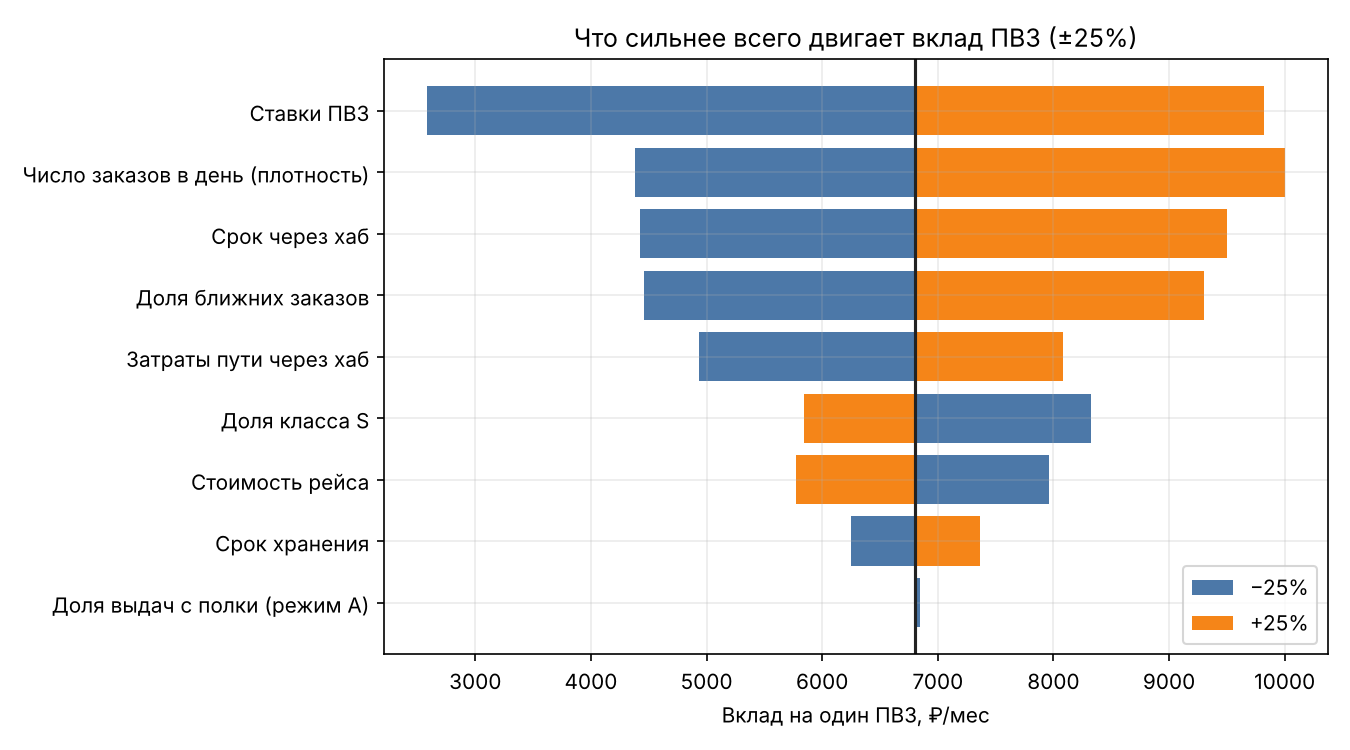 Что сильнее всего двигает вклад ПВЗ (±25%)
Ставки ПВЗ
Число заказов в день (плотность)
Срок через хаб
Доля ближних заказов
Затраты пути через хаб
Доля класса S
Стоимость рейса
Срок хранения
Доля выдач с полки (режим А)
−25%
+25%
3000 4000 5000 6000 7000 8000 9000 10000
Вклад на один ПВЗ, ₽/мес